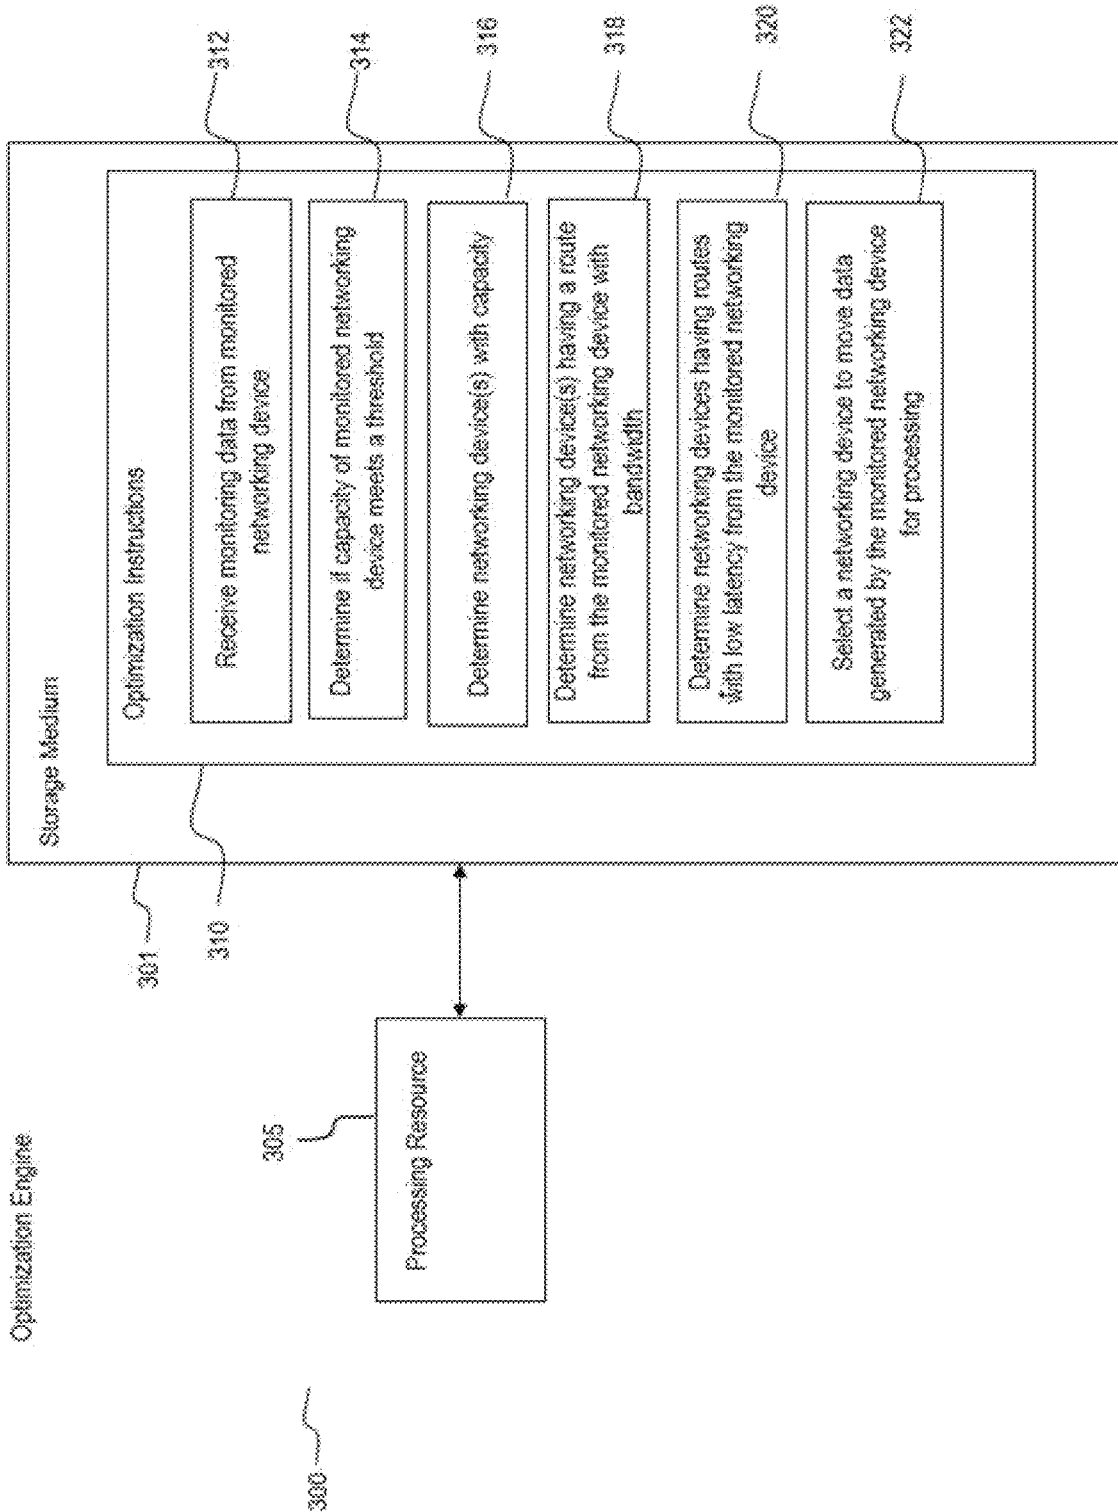 Optimization Engine
300
305
Processing Resource
301
Storage Medium
310
Optimization Instructions
Receive monitoring data from monitored
networking device
312
Determine if capacity of monitored networking
device meets a threshold
314
Determine networking device(s) with capacity
316
Determine networking device(s) having a route
from the monitored networking device with
bandwidth
318
Determine networking devices having routes
with low latency from the monitored networking
device
320
Select a networking device to move data
generated by the monitored networking device
for processing
322